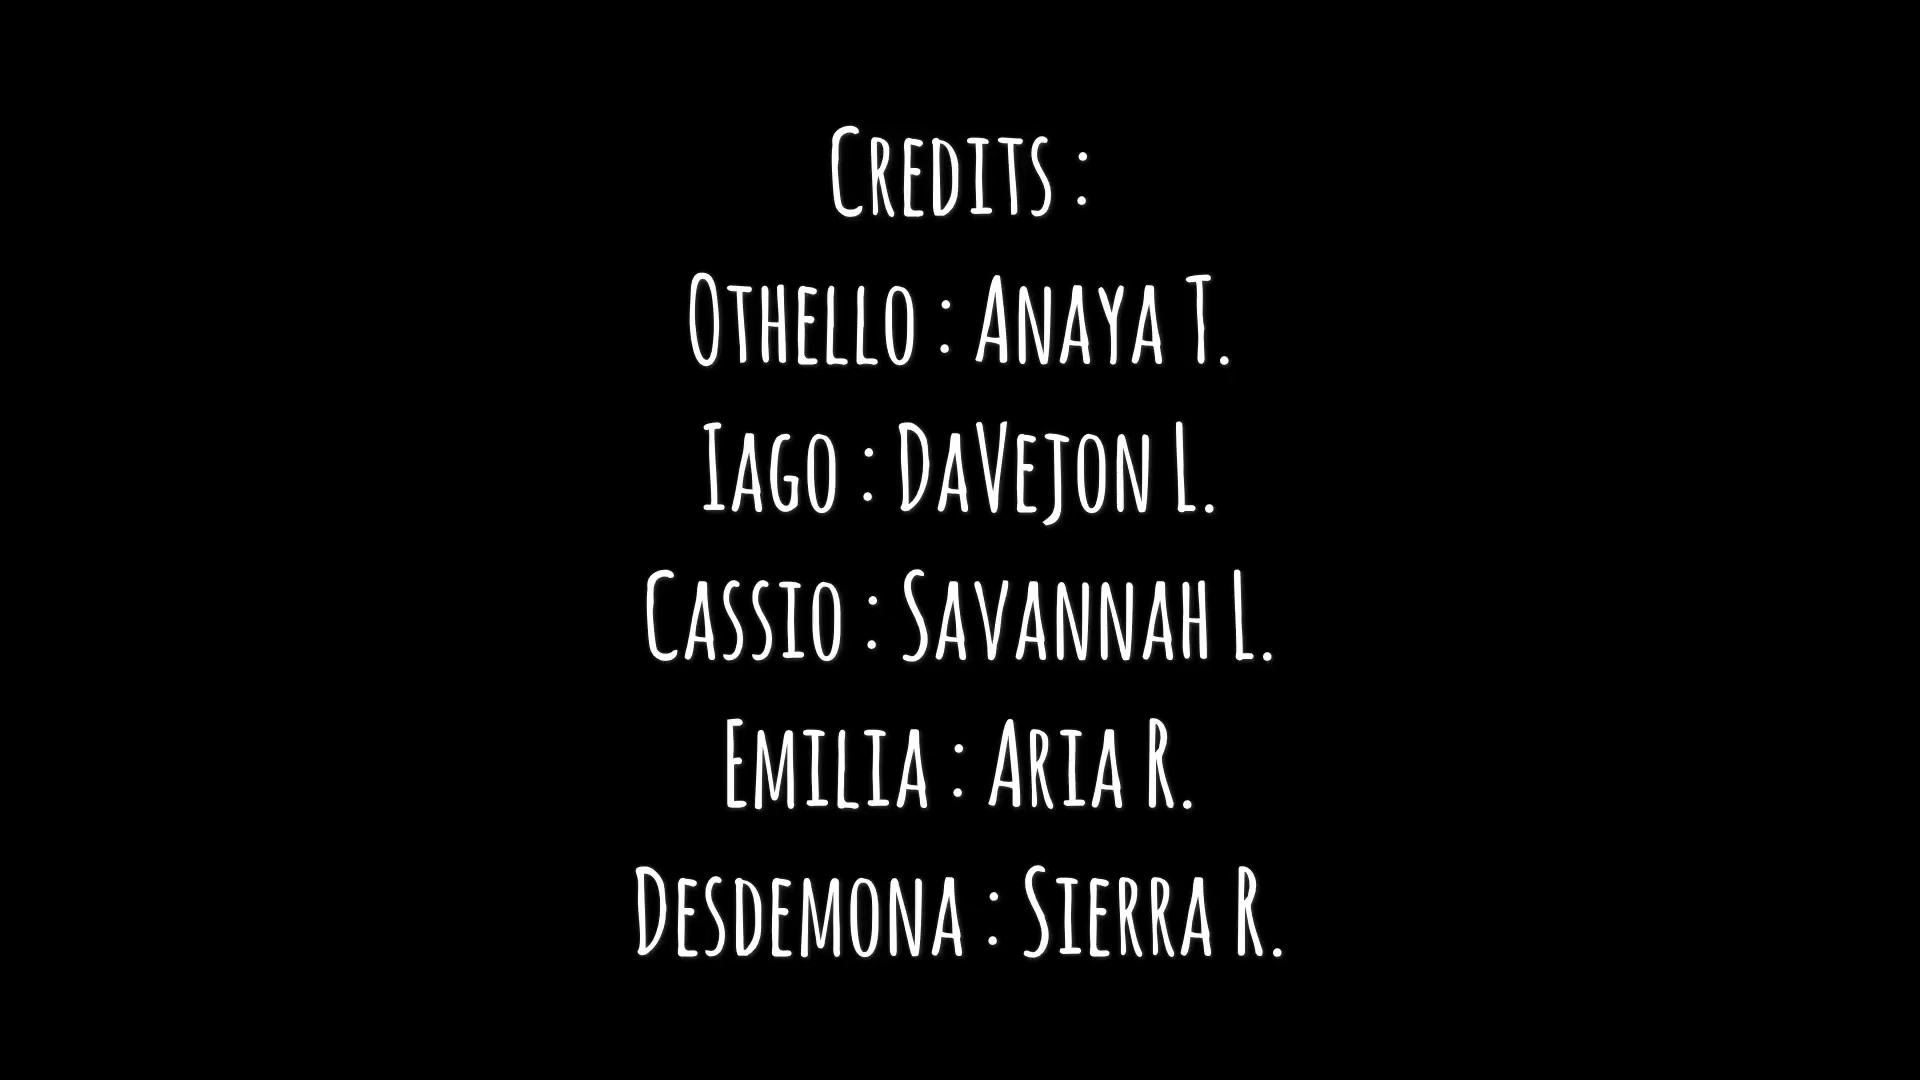 Credits :
Othello : Anaya T.
Iago : DaVejon L.
Cassio : Savannah L.
Emilia : Aria R.
Desdemona : Sierra R.